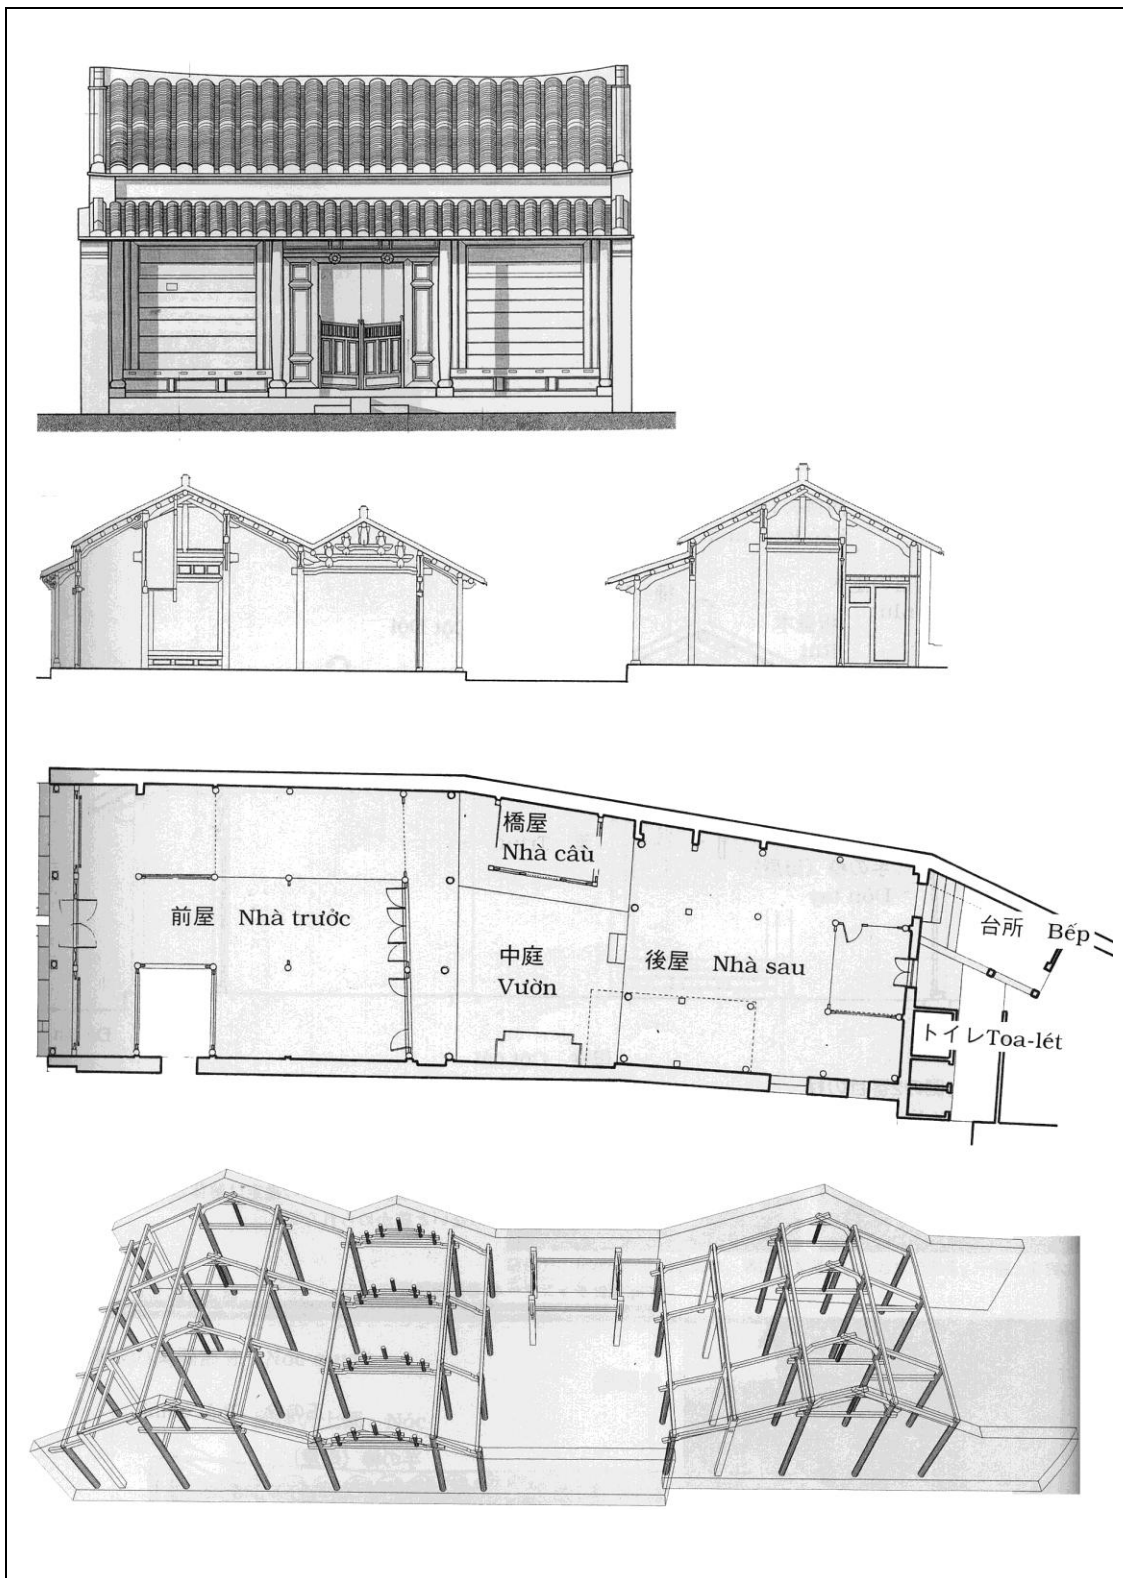 橋屋
Nhà câù
前屋 Nhà trước
中庭
Vườn
後屋 Nhà sau
台所 Bếp
トイレToa-lét